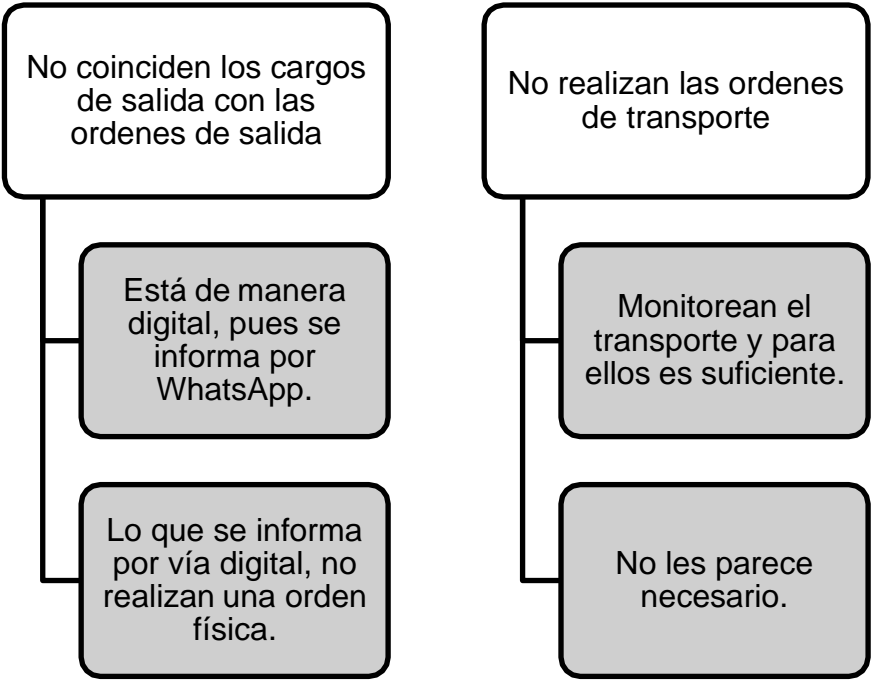 No coinciden los cargos
de salida con las
ordenes de salida
Está de manera
digital, pues se
informa por
WhatsApp.
Lo que se informa
por vía digital, no
realizan una orden
física.
No realizan las ordenes
de transporte
Monitorean el
transporte y para
ellos es suficiente.
No les parece
necesario.